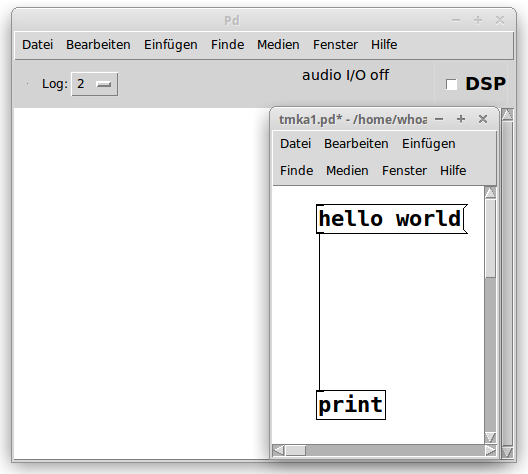 Pd
Datei Bearbeiten Einfügen Finde Medien Fenster Hilfe
audio I/O off
Log: 2
DSP
tmka1.pd* - /home/whoa
Datei Bearbeiten Einfügen
Finde Medien Fenster Hilfe
hello world
print